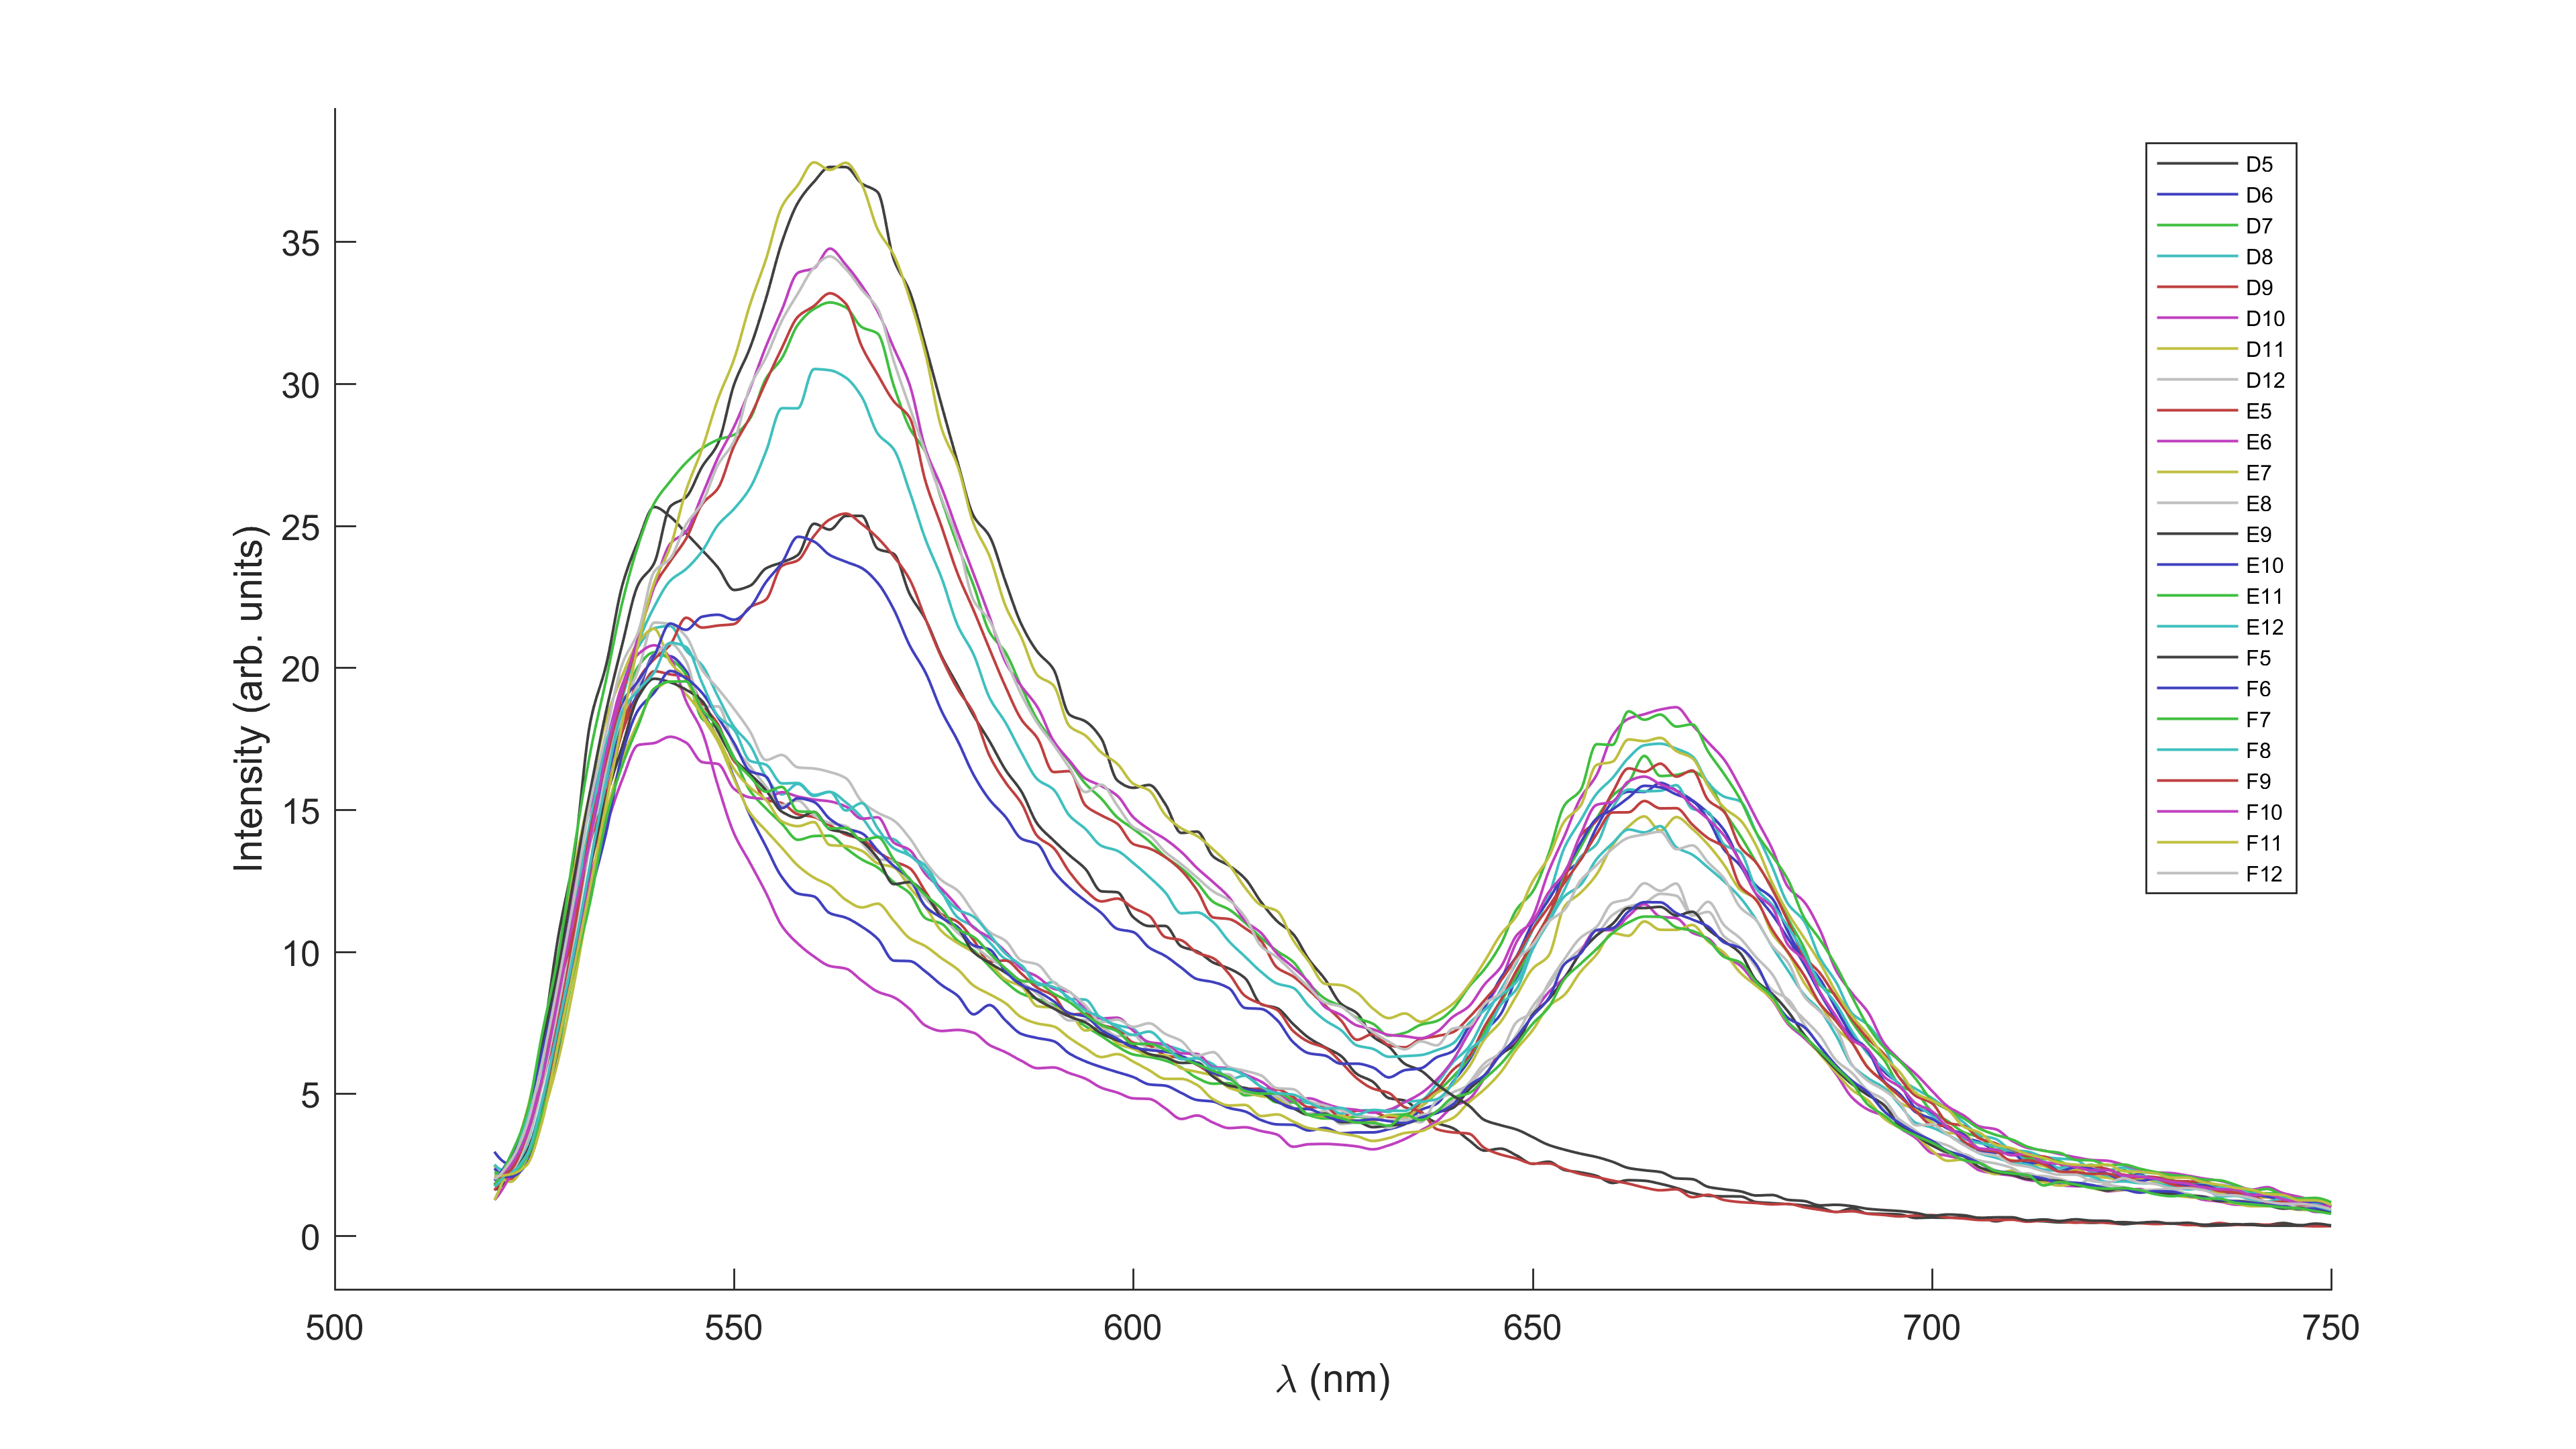 Intensity (arb. units)
35
30
25
20
15
10
5
0
500
550
600
650
700
750
λ (nm)
D5
D6
D7
D8
D9
D10
D11
D12
E5
E6
E7
E8
E9
E10
E11
E12
F5
F6
F7
F8
F9
F10
F11
F12